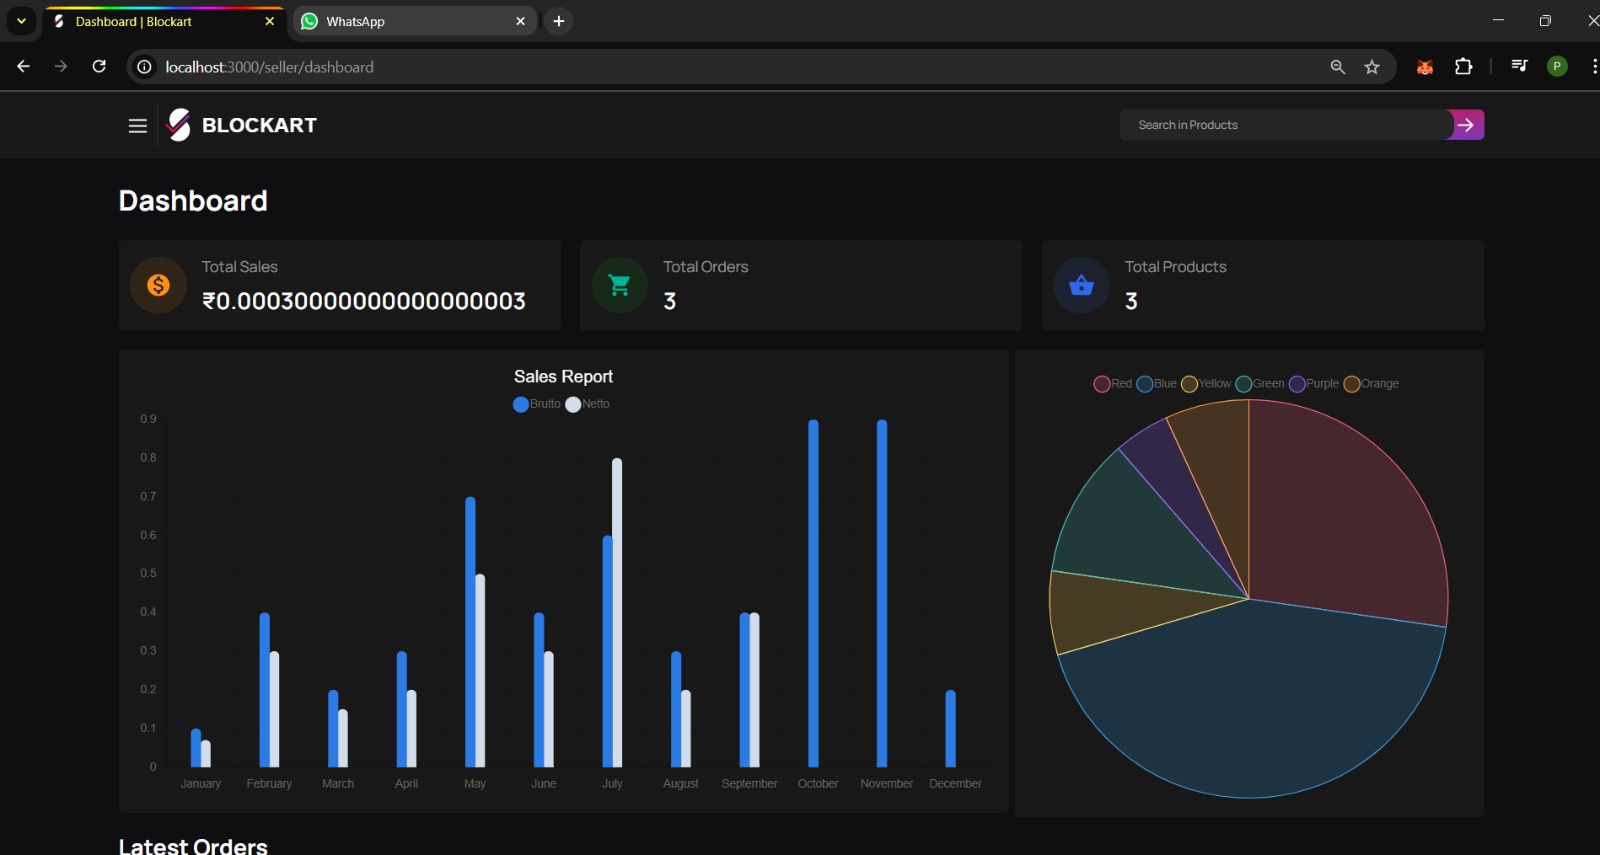 Dashboard | Blockart
WhatsApp
localhost:3000/seller/dashboard
P
BLOCKART
Search in Products
Dashboard
Total Sales
₹0.00030000000000000003
Total Orders
3
Total Products
3
Sales Report
Brutto Netto
0.9
0.8
0.7
0.6
0.5
0.4
0.3
0.2
0.1
0
January February March April May June July August September October November December
Red Blue Yellow Green Purple Orange
Latest Orders